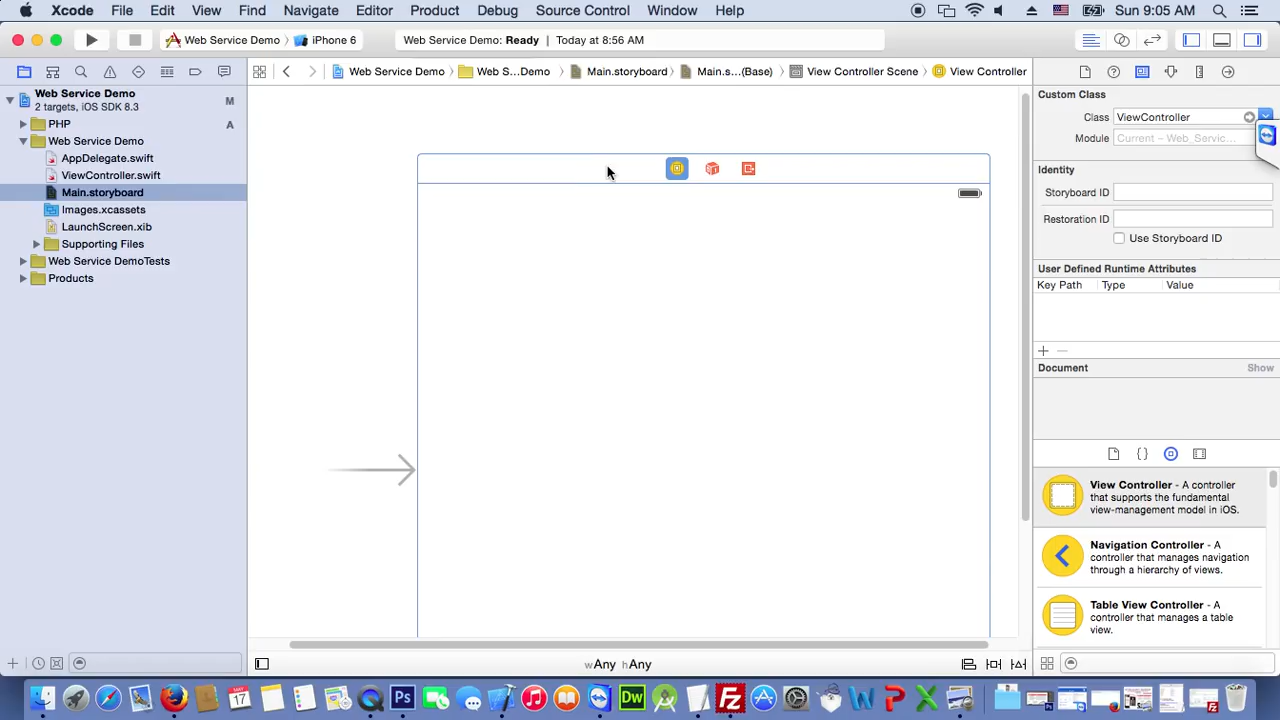 Xcode File Edit View Find Navigate Editor Product Debug Source Control Window Help Sun 9:05 AM
Web Service Demo iPhone 6 Web Service Demo: Ready | Today at 8:56 AM
Web Service Demo Web S...Demo Main.storyboard Main.s...(Base) View Controller Scene View Controller
Web Service Demo M
2 targets, iOS SDK 8.3
PHP A
Web Service Demo
AppDelegate.swift
ViewController.swift
Main.storyboard
Images.xcassets
LaunchScreen.xib
Supporting Files
Web Service DemoTests
Products
wAny hAny
Custom Class
Class ViewController
Module Current – Web_Servic...
Identity
Storyboard ID
Restoration ID
Use Storyboard ID
User Defined Runtime Attributes
Key Path Type Value
Document Show
View Controller - A controller
that supports the fundamental
view-management model in iOS.
Navigation Controller - A
controller that manages navigation
through a hierarchy of views.
Table View Controller - A
controller that manages a table
view.
Ps
Dw
Fz
W
P
X